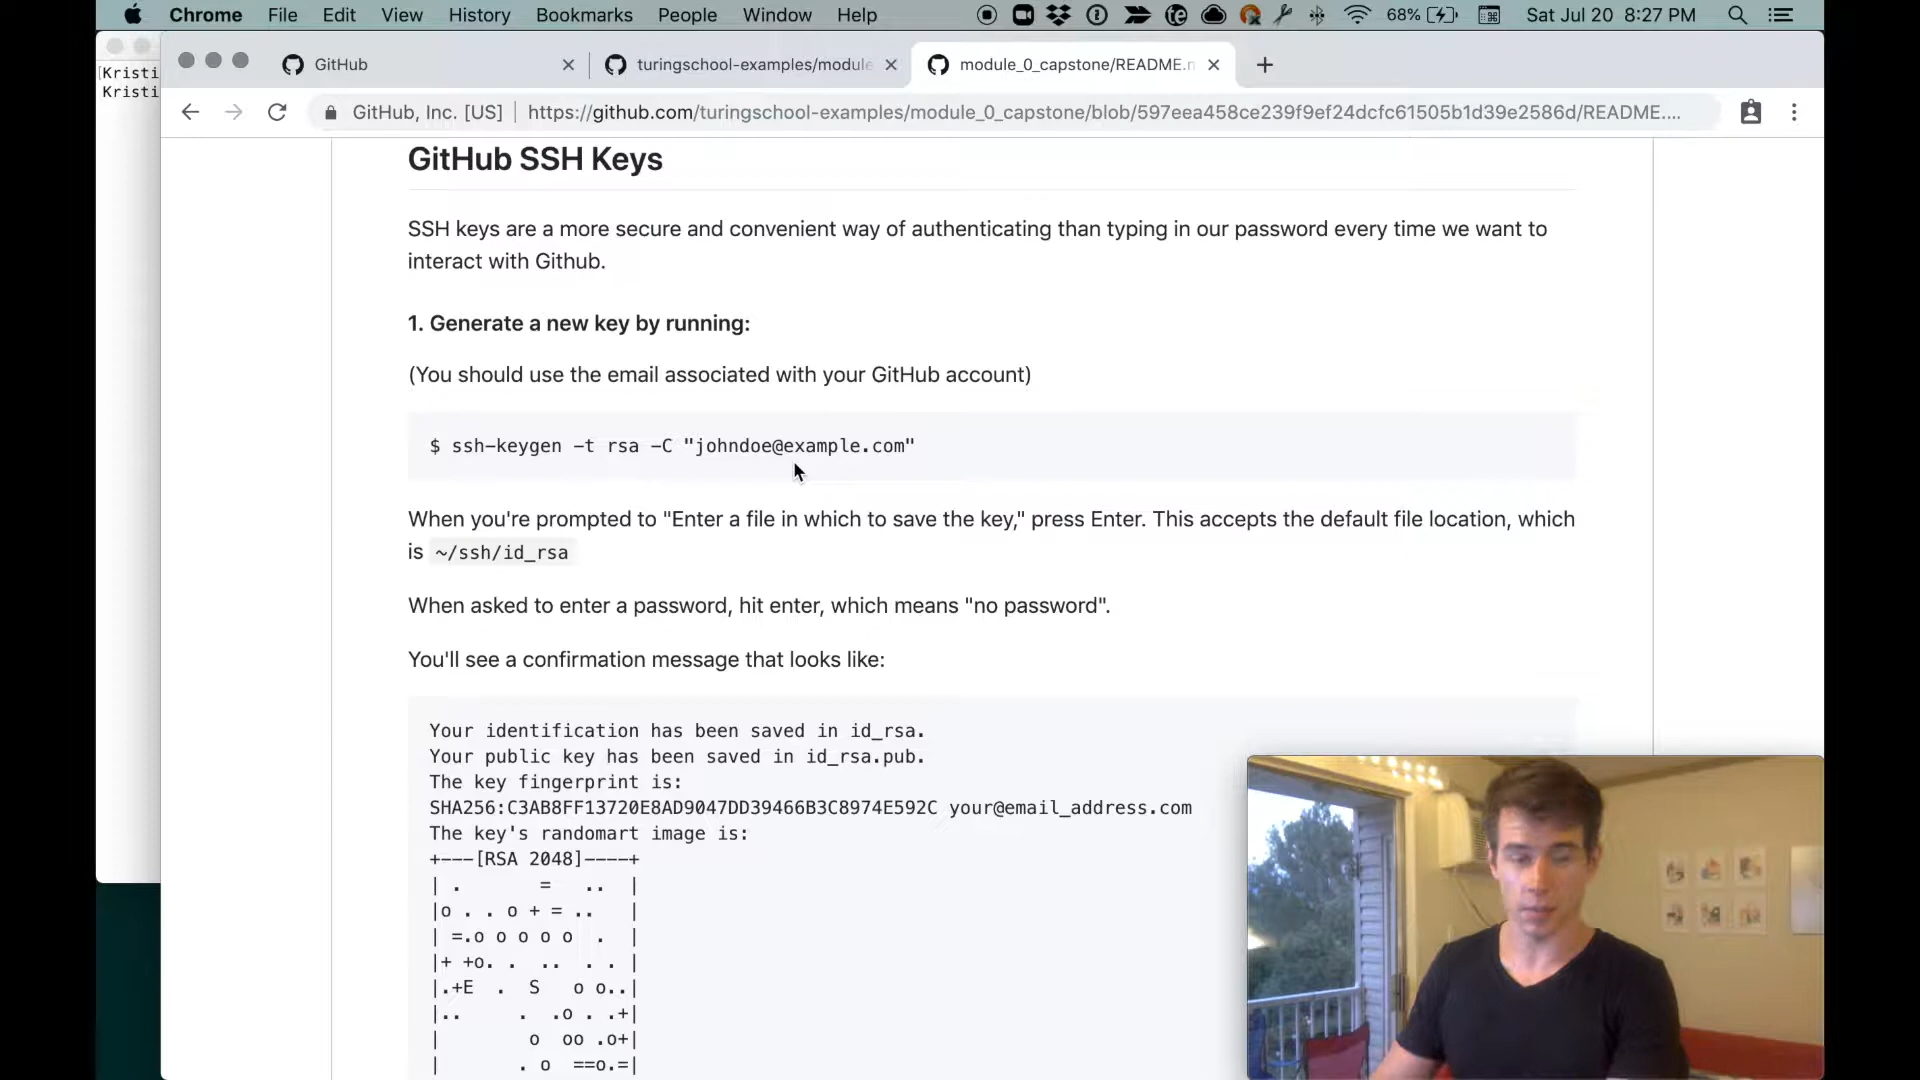 Chrome File Edit View History Bookmarks People Window Help 68% Sat Jul 20 8:27 PM
Kristi
Kristi
GitHub
turingschool-examples/module
module_0_capstone/README.m
GitHub, Inc. [US] https://github.com/turingschool-examples/module_0_capstone/blob/597eea458ce239f9ef24dcfc61505b1d39e2586d/README....
GitHub SSH Keys
SSH keys are a more secure and convenient way of authenticating than typing in our password every time we want to
interact with Github.
1. Generate a new key by running:
(You should use the email associated with your GitHub account)
$ ssh-keygen -t rsa -C "johndoe@example.com"
When you're prompted to "Enter a file in which to save the key," press Enter. This accepts the default file location, which
is ~/ssh/id_rsa
When asked to enter a password, hit enter, which means "no password".
You'll see a confirmation message that looks like:
Your identification has been saved in id_rsa.
Your public key has been saved in id_rsa.pub.
The key fingerprint is:
SHA256:C3AB8FF13720E8AD9047DD39466B3C8974E592C your@email_address.com
The key's randomart image is:
+---[RSA 2048]----+
| .       =   ..  |
|o . . o + = ..   |
| =.o o o o o  .  |
|+ +o. .  ..  . . |
|.+E  .  S   o o..|
|..     .  .o . .+|
|        o  oo .o+|
|       . o  ==o.=|